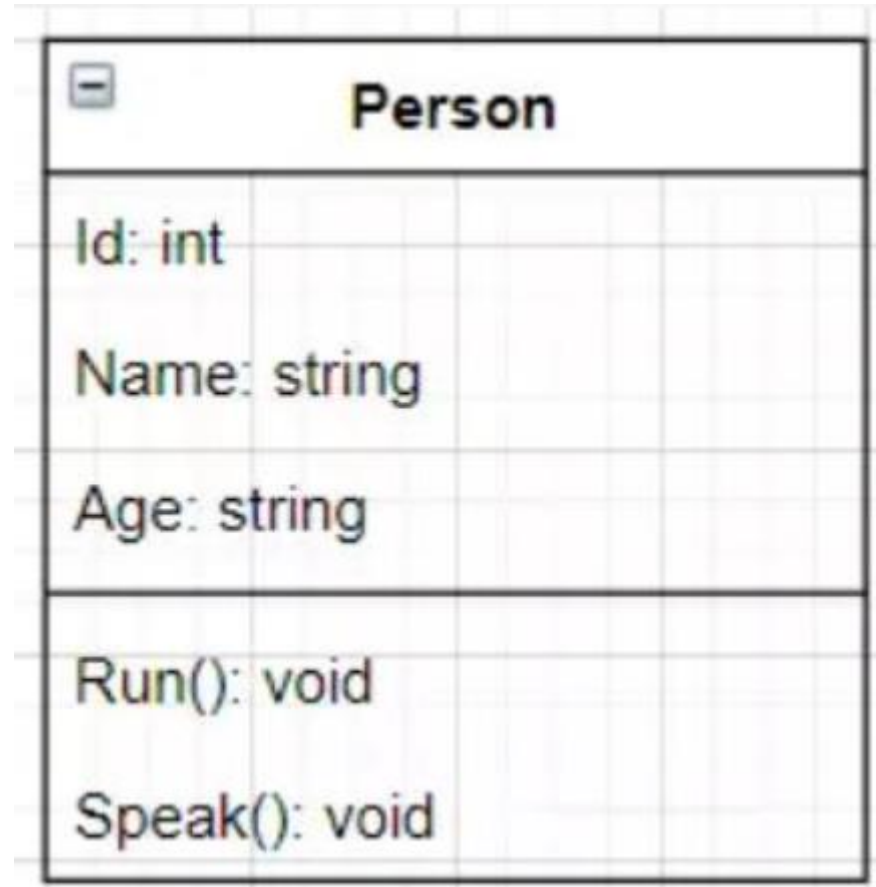 Person
Id: int
Name: string
Age: string
Run(): void
Speak(): void